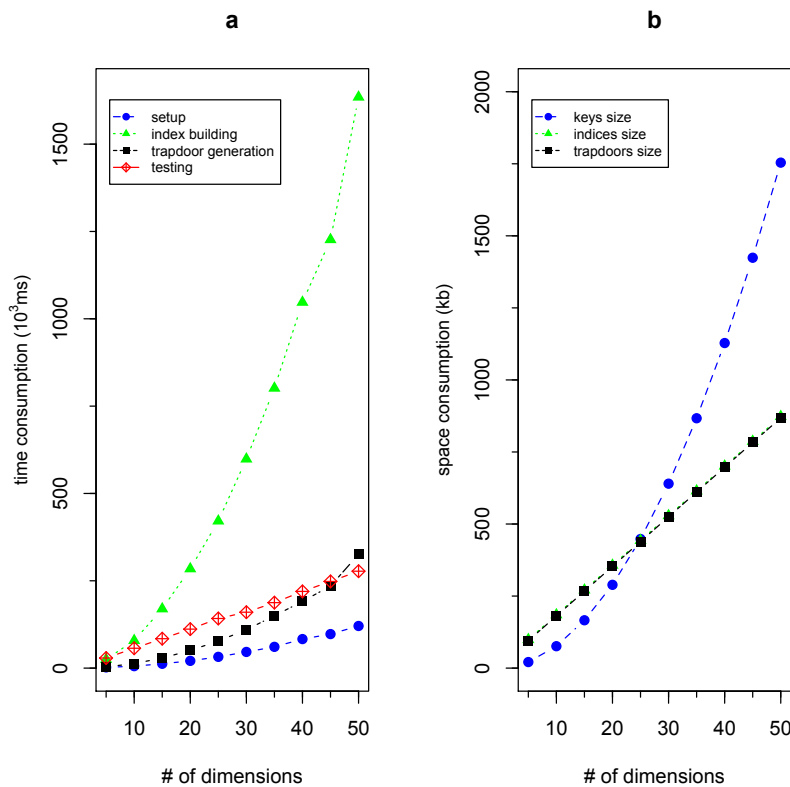 a
setup
index building
trapdoor generation
testing
time consumption (10³ms)
0
500
1000
1500
10
20
30
40
50
# of dimensions
b
keys size
indices size
trapdoors size
space consumption (kb)
0
500
1000
1500
2000
10
20
30
40
50
# of dimensions